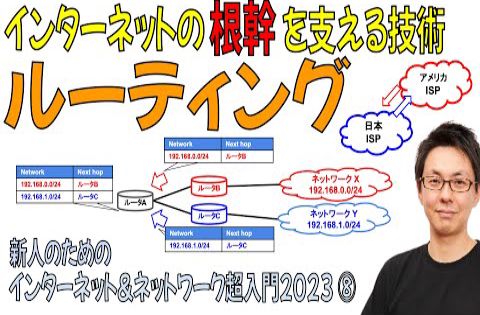 インターネットの根幹を支える技術
ルーティング
アメリカ
ISP
日本
ISP
Network Next hop
192.168.0.0/24 ルータB
Network Next hop
192.168.0.0/24 ルータB
192.168.1.0/24 ルータC
ルータA
ルータB
ルータC
ネットワーク X
192.168.0.0/24
ネットワーク Y
192.168.1.0/24
Network Next hop
192.168.1.0/24 ルータC
新人のための
インターネット&ネットワーク超入門2023 ⑧